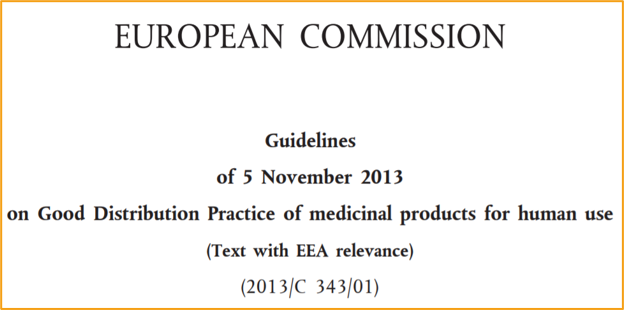 EUROPEAN COMMISSION
Guidelines
of 5 November 2013
on Good Distribution Practice of medicinal products for human use
(Text with EEA relevance)
(2013/C 343/01)